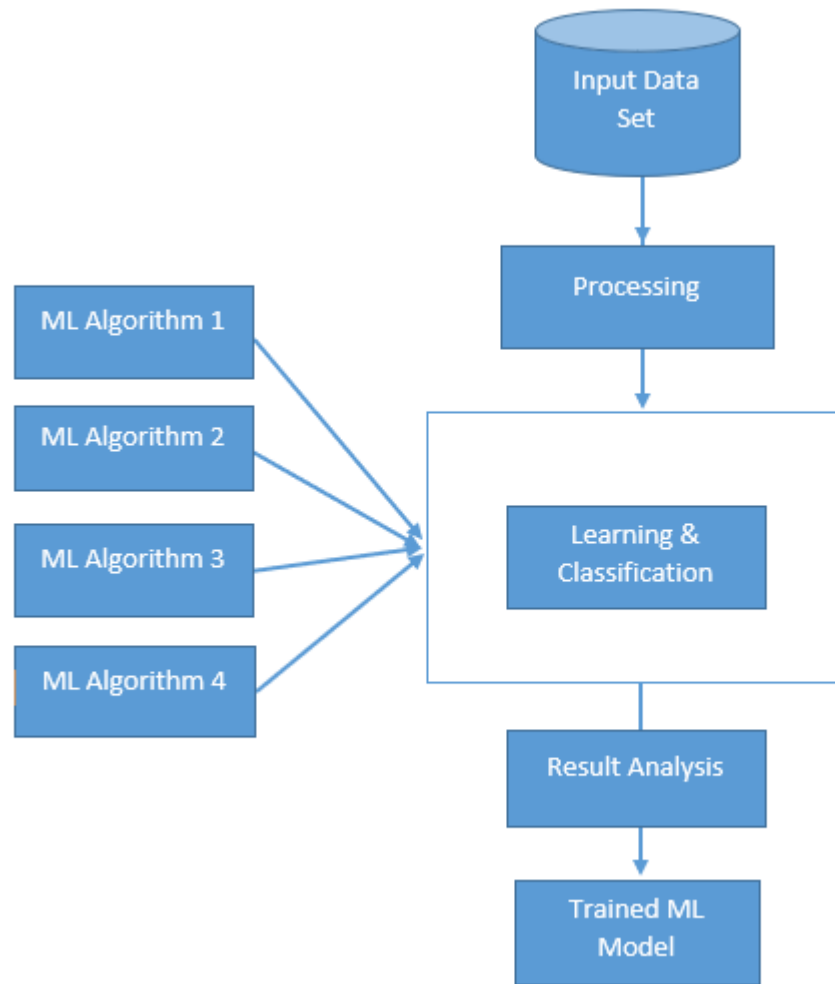 Input Data
Set
Processing
ML Algorithm 1
ML Algorithm 2
ML Algorithm 3
ML Algorithm 4
Learning &
Classification
Result Analysis
Trained ML
Model